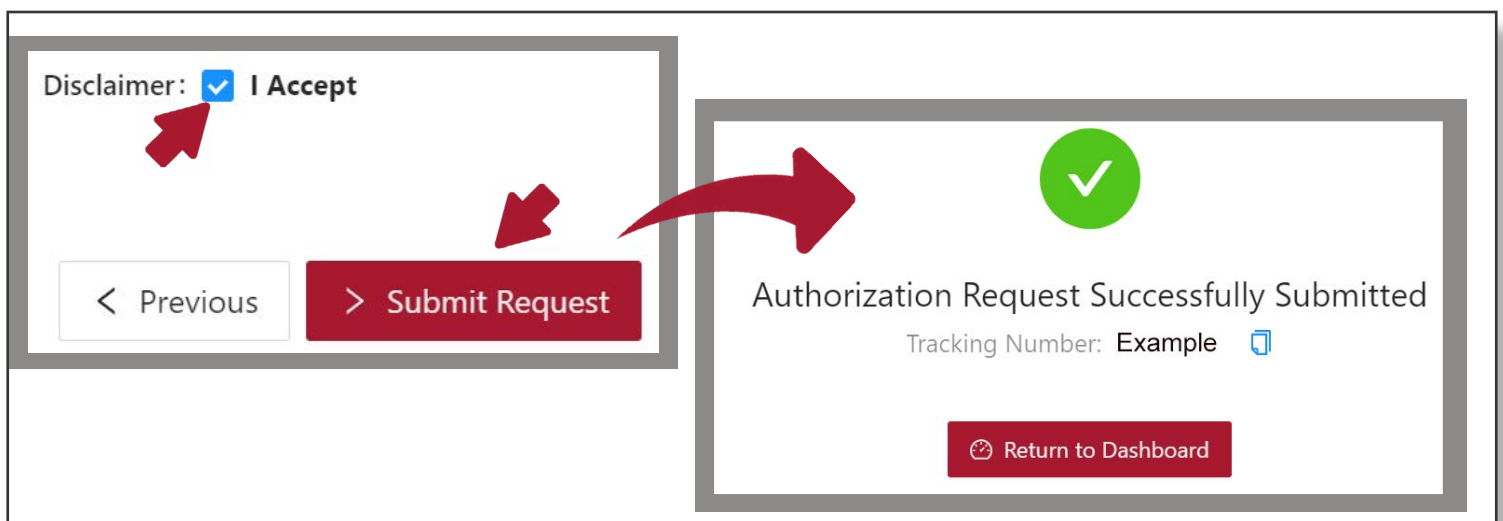 Disclaimer: I Accept
< Previous
> Submit Request
Authorization Request Successfully Submitted
Tracking Number: Example
Return to Dashboard